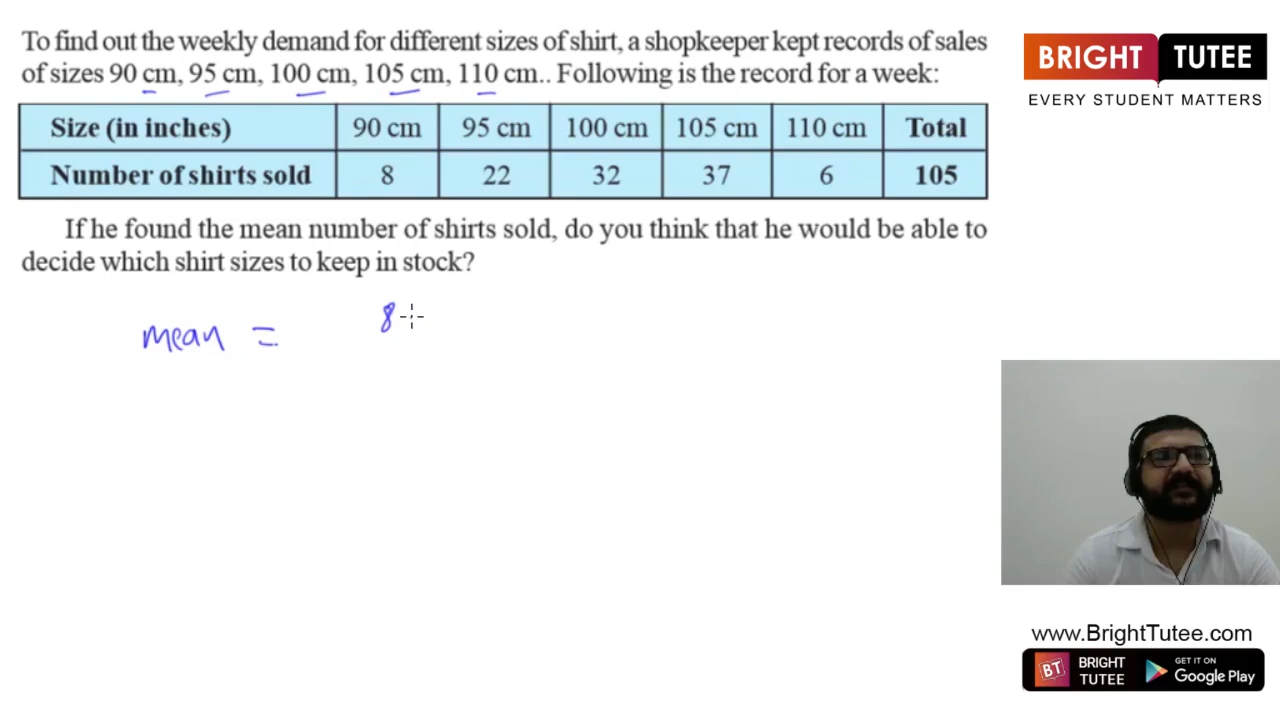 To find out the weekly demand for different sizes of shirt, a shopkeeper kept records of sales
of sizes 90 cm, 95 cm, 100 cm, 105 cm, 110 cm.. Following is the record for a week:
Size (in inches) 90 cm 95 cm 100 cm 105 cm 110 cm Total
Number of shirts sold 8 22 32 37 6 105
If he found the mean number of shirts sold, do you think that he would be able to
decide which shirt sizes to keep in stock?
mean = 8
BRIGHT TUTEE
EVERY STUDENT MATTERS
www.BrightTutee.com
BT BRIGHT TUTEE
GET IT ON
Google Play